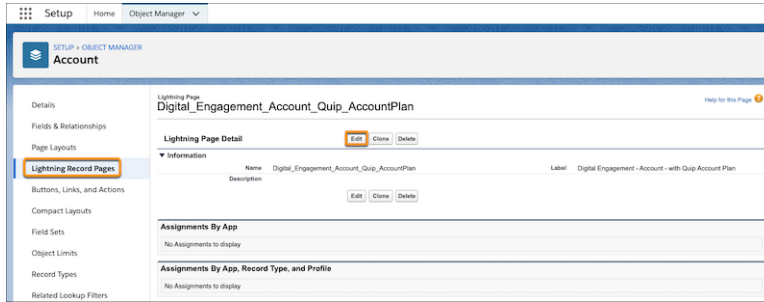 Setup Home Object Manager
SETUP > OBJECT MANAGER
Account
Details
Fields & Relationships
Page Layouts
Lightning Record Pages
Buttons, Links, and Actions
Compact Layouts
Field Sets
Object Limits
Record Types
Related Lookup Filters
Lightning Page
Digital_Engagement_Account_Quip_AccountPlan
Help for this Page
Lightning Page Detail Edit Clone Delete
Information
Name Digital_Engagement_Account_Quip_AccountPlan Label Digital Engagement - Account - with Quip Account Plan
Description
Edit Clone Delete
Assignments By App
No Assignments to display
Assignments By App, Record Type, and Profile
No Assignments to display